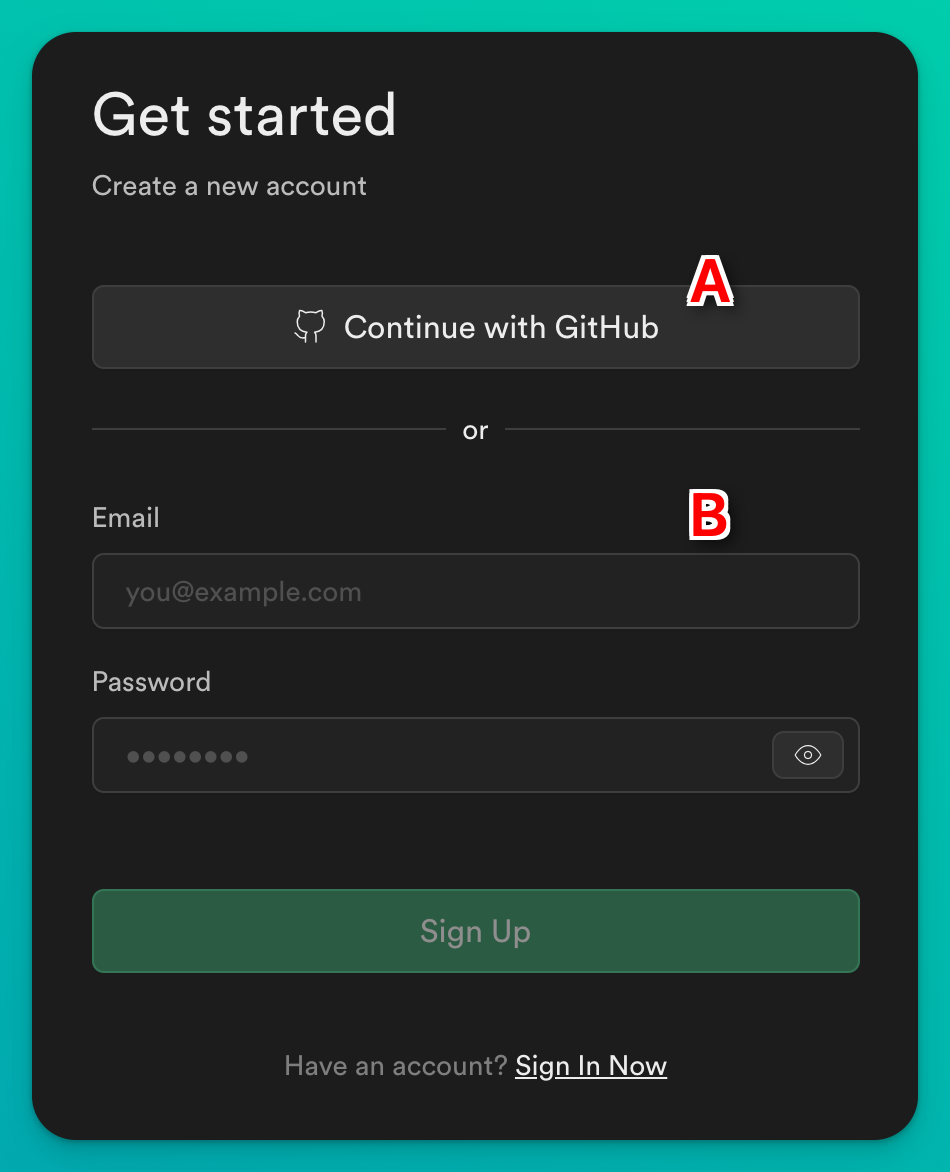 Get started
Create a new account
A
Continue with GitHub
or
B
Email
you@example.com
Password
••••••••
Sign Up
Have an account? Sign In Now